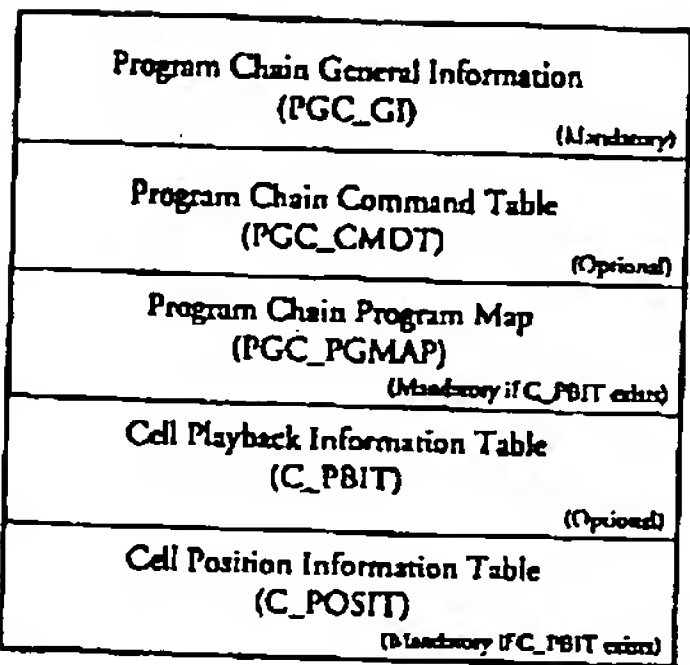 Program Chain General Information
(PGC_GI)
(Mandatory)
Program Chain Command Table
(PGC_CMDT)
(Optional)
Program Chain Program Map
(PGC_PGMAP)
(Mandatory if C_PBIT exists)
Cell Playback Information Table
(C_PBIT)
(Optional)
Cell Position Information Table
(C_POSIT)
(Mandatory if C_PBIT exists)